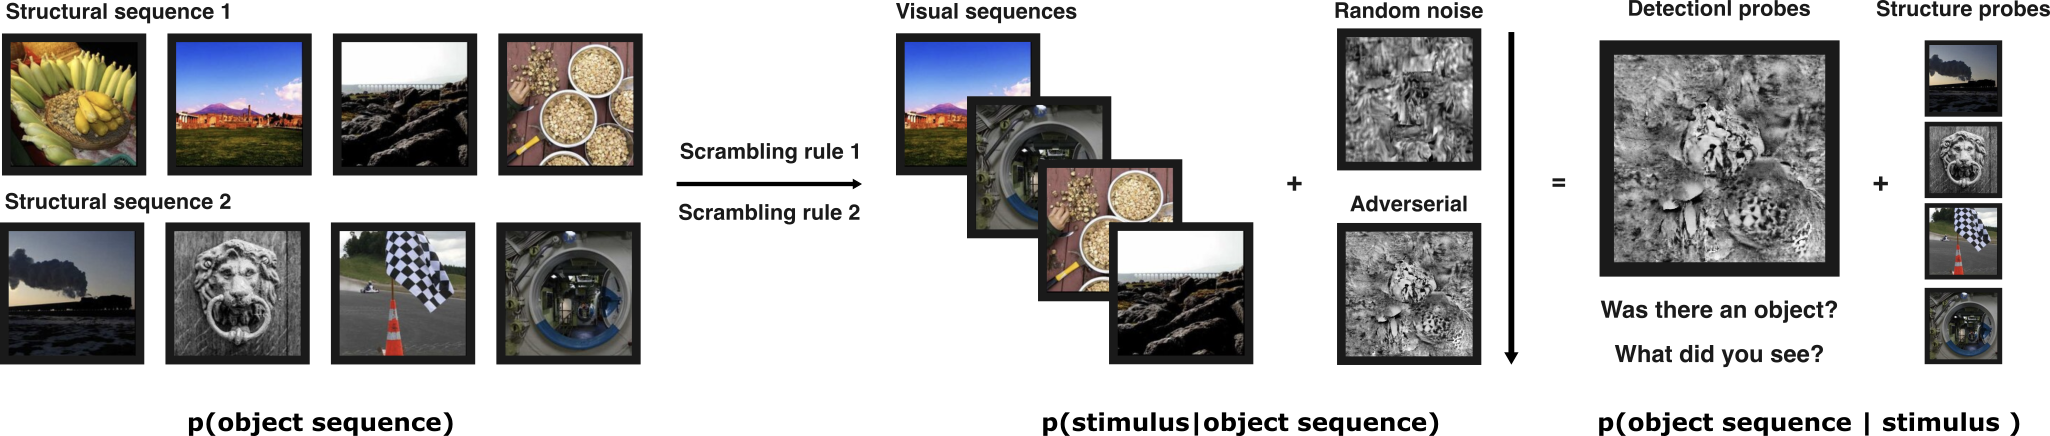 Structural sequence 1
Structural sequence 2
Scrambling rule 1
Scrambling rule 2
Visual sequences
+
Random noise
Adverserial
=
Detectionl probes
Was there an object?
What did you see?
+
Structure probes
p(object sequence)
p(stimulus|object sequence)
p(object sequence | stimulus )